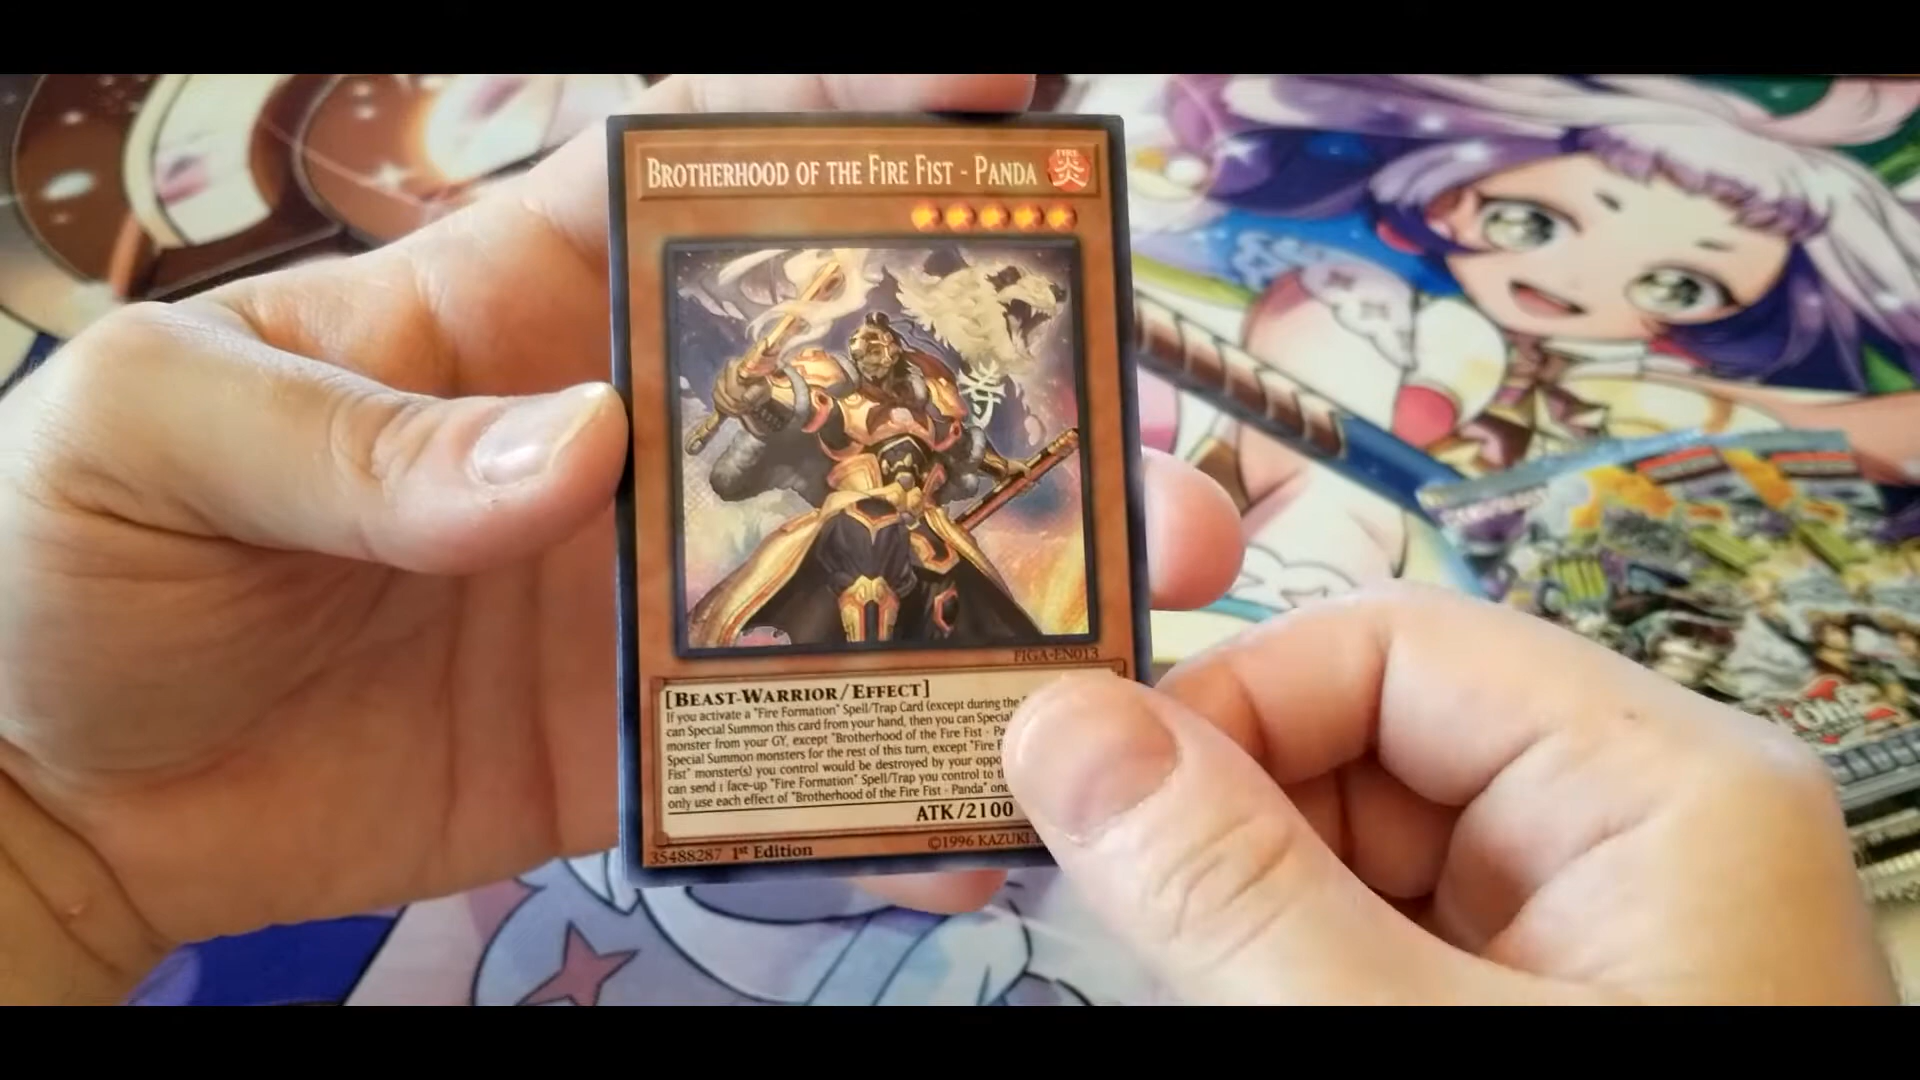 BROTHERHOOD OF THE FIRE FIST - PANDA
FIRE
炎
FIGA-EN013
[BEAST-WARRIOR/EFFECT]
If you activate a "Fire Formation" Spell/Trap Card (except during the
can Special Summon this card from your hand, then you can Special
monster from your GY, except "Brotherhood of the Fire Fist -
Special Summon monsters for the rest of this turn, except "Fire
Fist" monster(s) you control would be destroyed by your
can send 1 face-up "Fire Formation" Spell/Trap you control to
only use each effect of "Brotherhood of the Fire Fist - Panda"
ATK/2100
35488287 1st Edition
©1996 KAZUKI